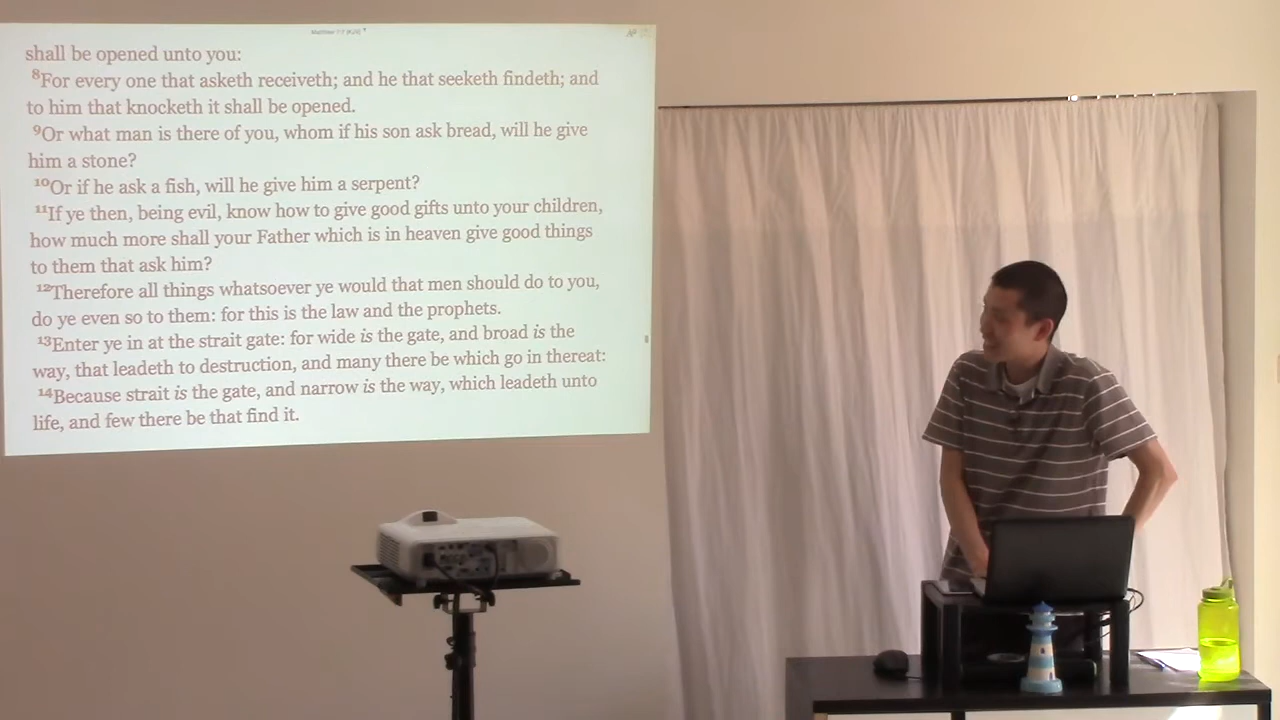 Matthew 7:7 (KJV)
shall be opened unto you:
8For every one that asketh receiveth; and he that seeketh findeth; and
to him that knocketh it shall be opened.
9Or what man is there of you, whom if his son ask bread, will he give
him a stone?
10Or if he ask a fish, will he give him a serpent?
11If ye then, being evil, know how to give good gifts unto your children,
how much more shall your Father which is in heaven give good things
to them that ask him?
12Therefore all things whatsoever ye would that men should do to you,
do ye even so to them: for this is the law and the prophets.
13Enter ye in at the strait gate: for wide is the gate, and broad is the
way, that leadeth to destruction, and many there be which go in thereat:
14Because strait is the gate, and narrow is the way, which leadeth unto
life, and few there be that find it.